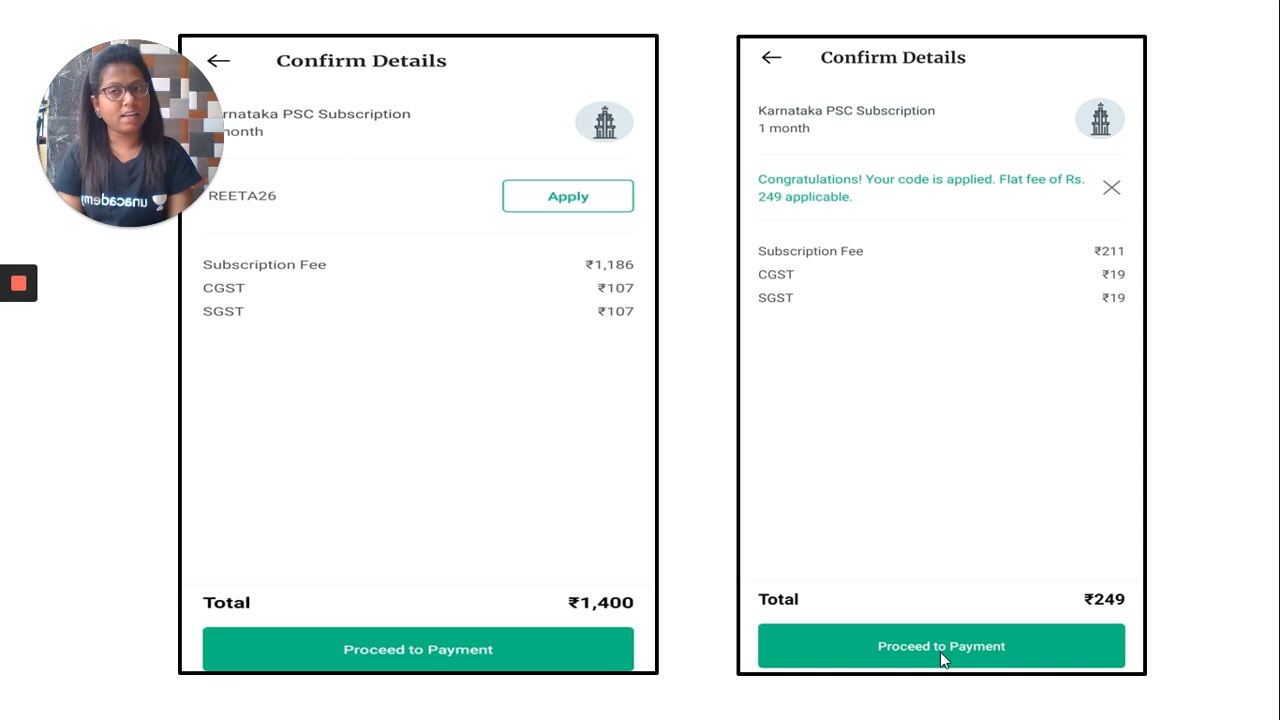 Confirm Details
rnataka PSC Subscription
month
REETA26
Apply
Subscription Fee ₹1,186
CGST ₹107
SGST ₹107
Total ₹1,400
Proceed to Payment
unacademy
Confirm Details
Karnataka PSC Subscription
1 month
Congratulations! Your code is applied. Flat fee of Rs.
249 applicable.
Subscription Fee ₹211
CGST ₹19
SGST ₹19
Total ₹249
Proceed to Payment